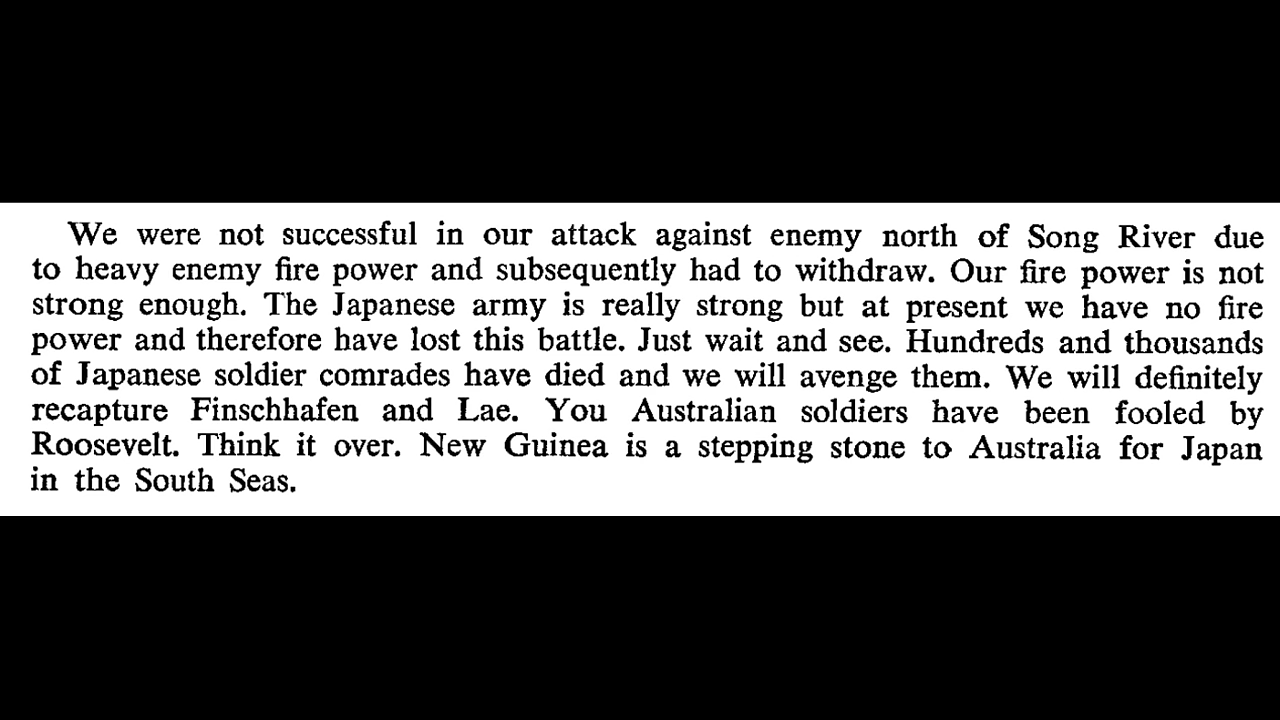 We were not successful in our attack against enemy north of Song River due
to heavy enemy fire power and subsequently had to withdraw. Our fire power is not
strong enough. The Japanese army is really strong but at present we have no fire
power and therefore have lost this battle. Just wait and see. Hundreds and thousands
of Japanese soldier comrades have died and we will avenge them. We will definitely
recapture Finschhafen and Lae. You Australian soldiers have been fooled by
Roosevelt. Think it over. New Guinea is a stepping stone to Australia for Japan
in the South Seas.